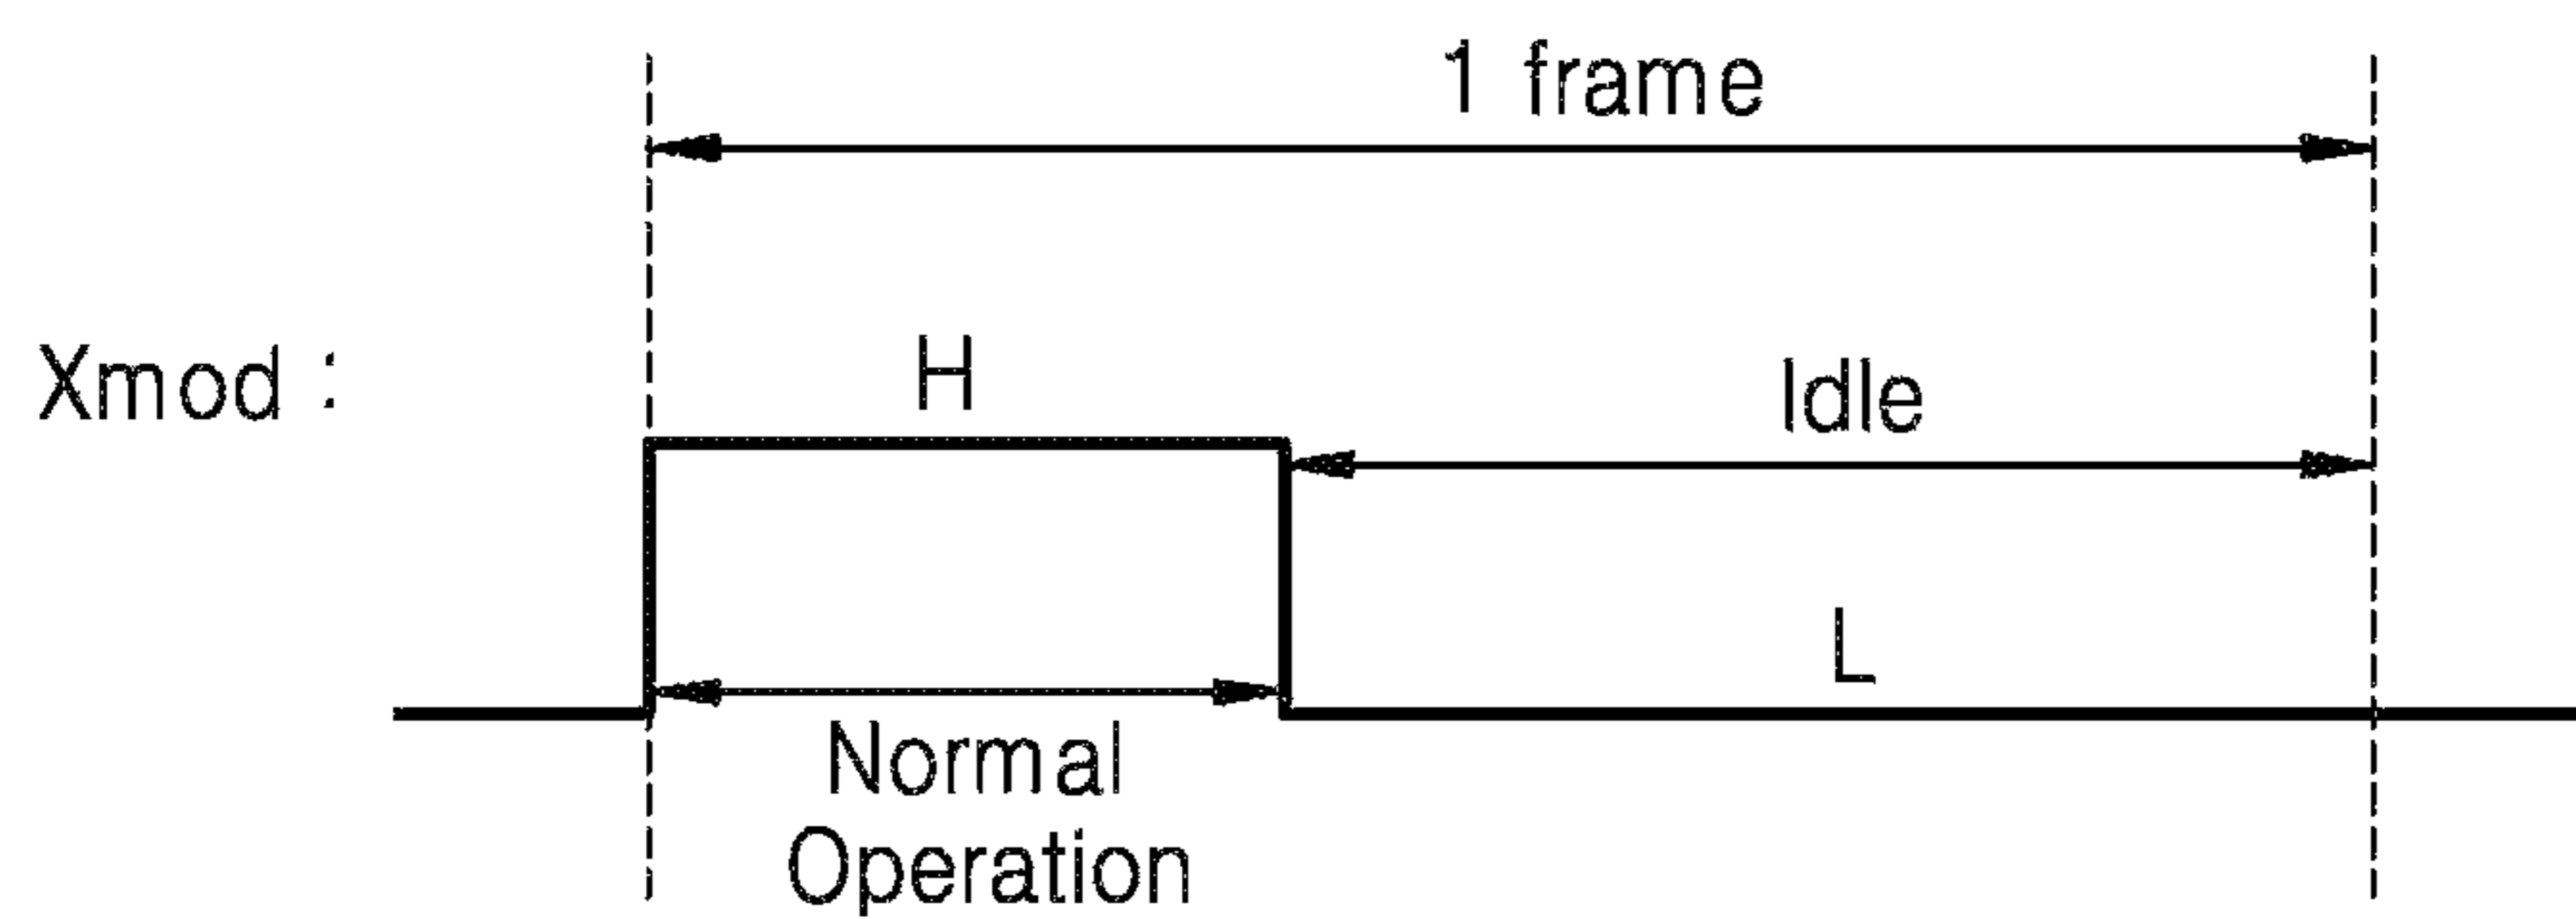 1 frame
Xmod :
H
Idle
L
Normal
Operation